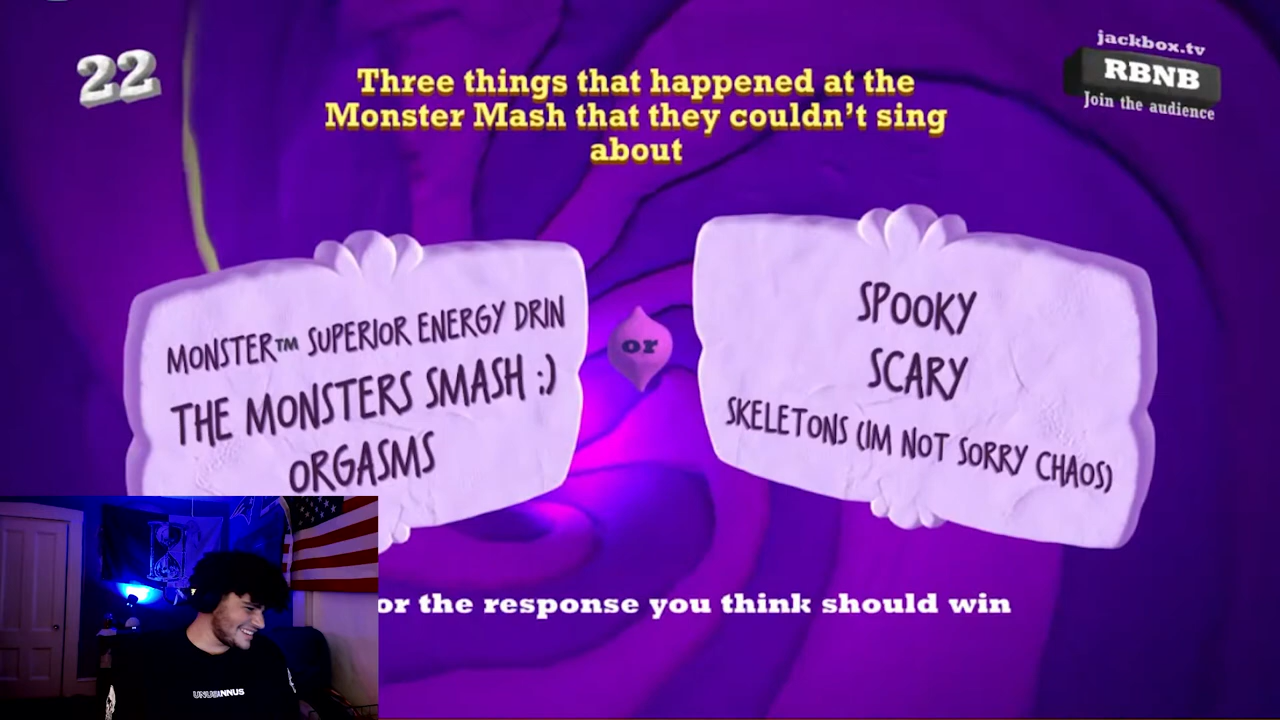 22
jackbox.tv
RBNB
Join the audience
Three things that happened at the
Monster Mash that they couldn't sing
about
MONSTER™ SUPERIOR ENERGY DRIN
THE MONSTERS SMASH :)
ORGASMS
or
SPOOKY
SCARY
SKELETONS (IM NOT SORRY CHAOS)
or the response you think should win